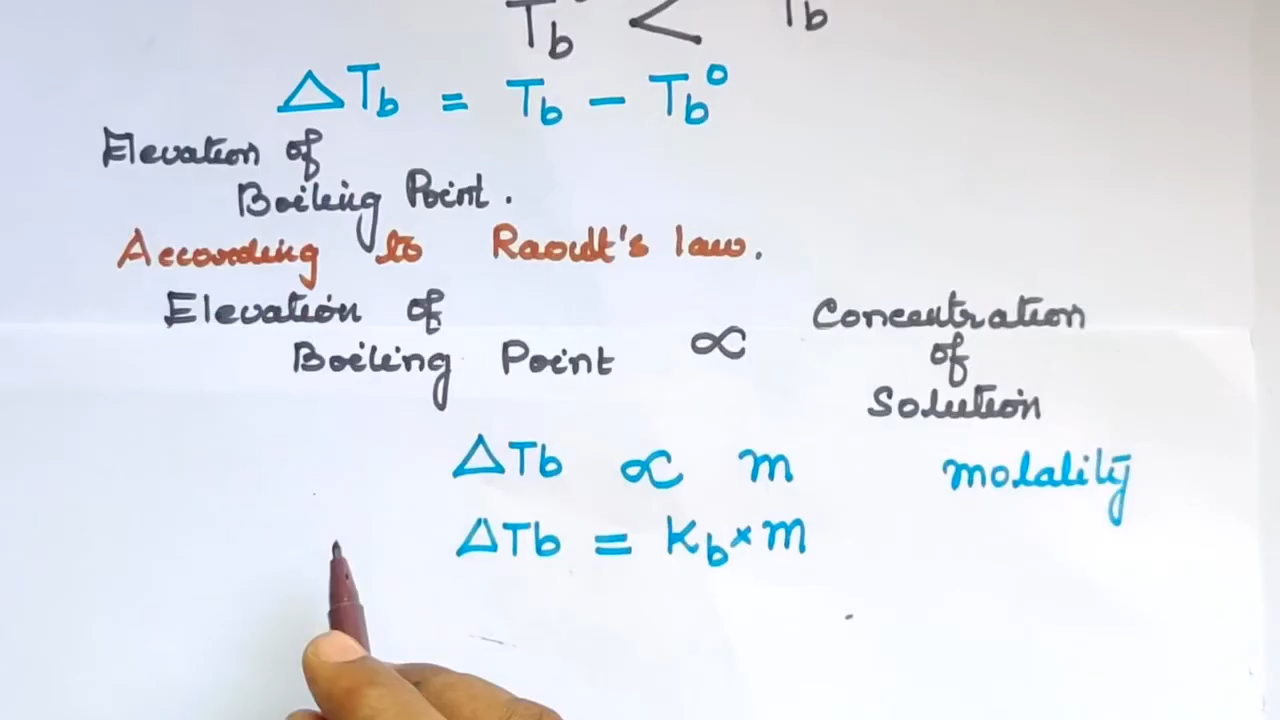 Tb° < Tb
ΔTb = Tb − Tb°
Elevation of
Boiling Point.
According to Raoult's law.
Elevation of
Boiling Point ∝ Concentration
of
Solution
ΔTb ∝ m molality
ΔTb = Kb × m